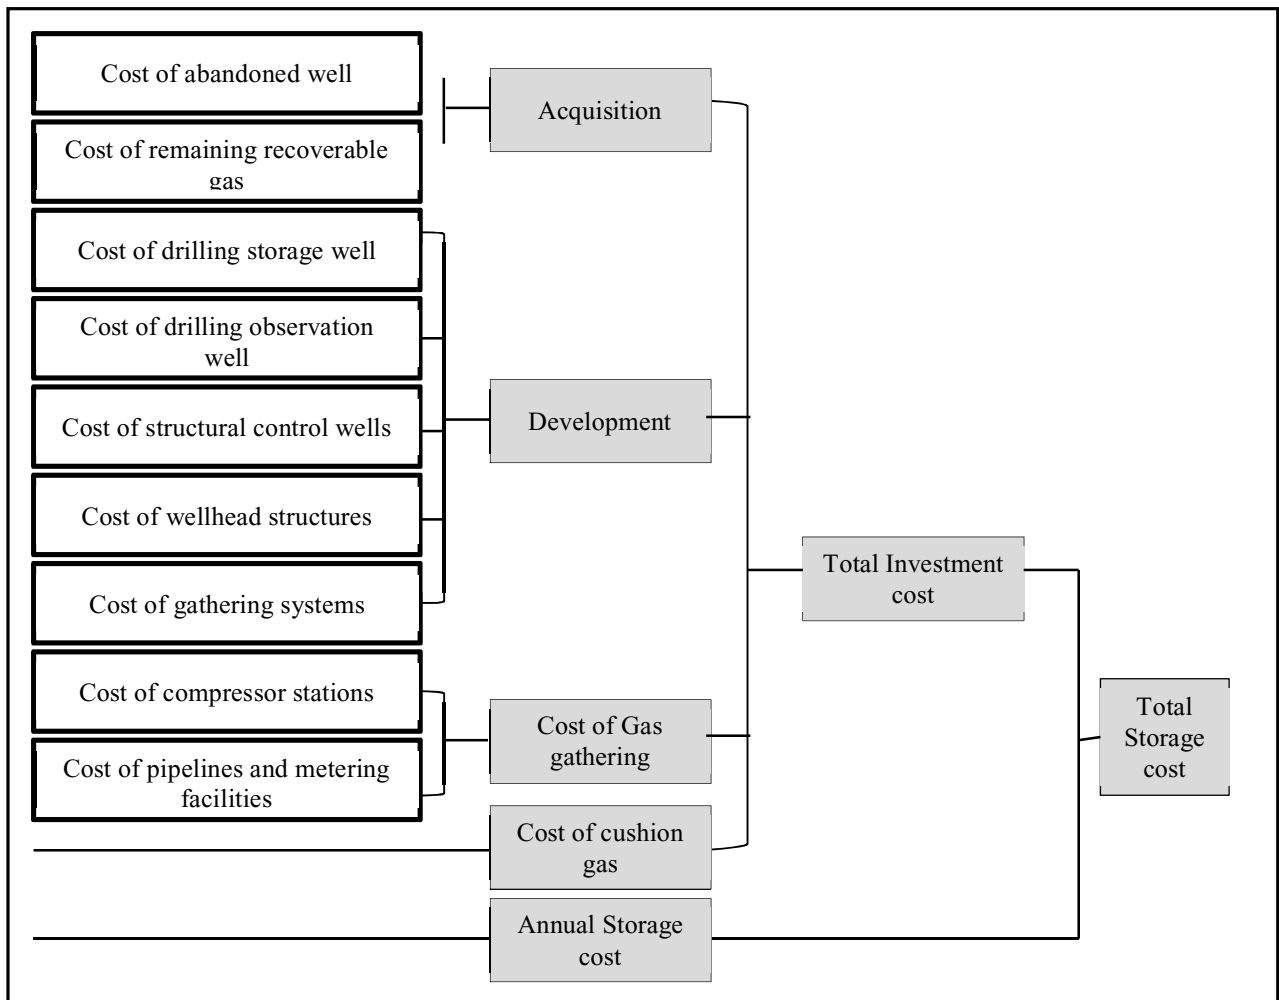 Cost of abandoned well
Cost of remaining recoverable
gas
Cost of drilling storage well
Cost of drilling observation
well
Cost of structural control wells
Cost of wellhead structures
Cost of gathering systems
Cost of compressor stations
Cost of pipelines and metering
facilities
Acquisition
Development
Cost of Gas
gathering
Cost of cushion
gas
Annual Storage
cost
Total Investment
cost
Total
Storage
cost